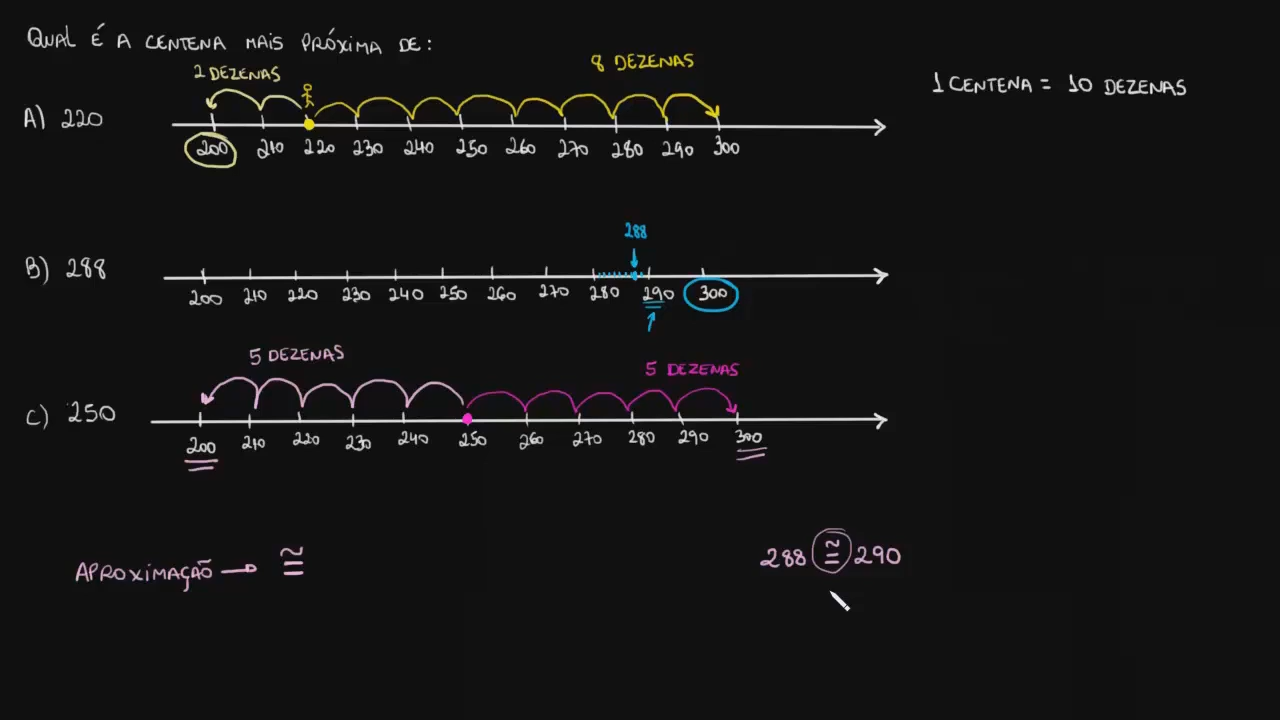 QUAL É A CENTENA MAIS PRÓXIMA DE:
2 DEZENAS
8 DEZENAS
1 CENTENA = 10 DEZENAS
A) 220
200 210 220 230 240 250 260 270 280 290 300
288
B) 288
200 210 220 230 240 250 260 270 280 290 300
5 DEZENAS
5 DEZENAS
C) 250
200 210 220 230 240 250 260 270 280 290 300
APROXIMAÇÃO → ≅
288 ≅ 290